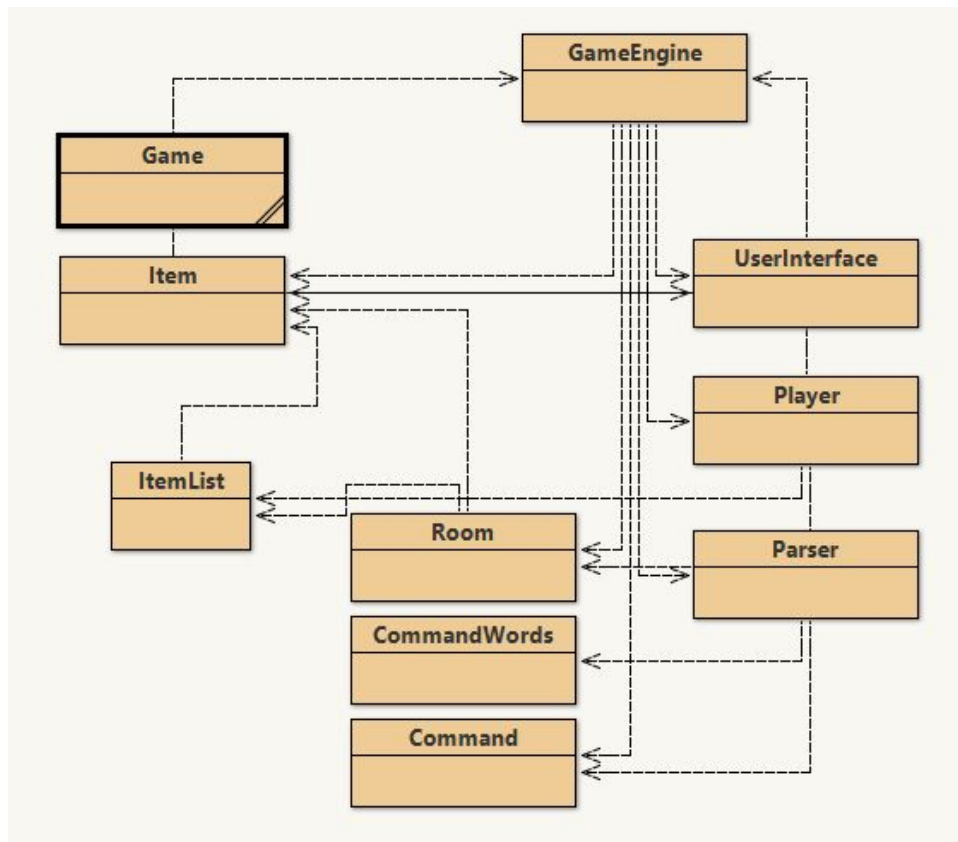 GameEngine
Game
UserInterface
Item
Player
ItemList
Room
Parser
CommandWords
Command